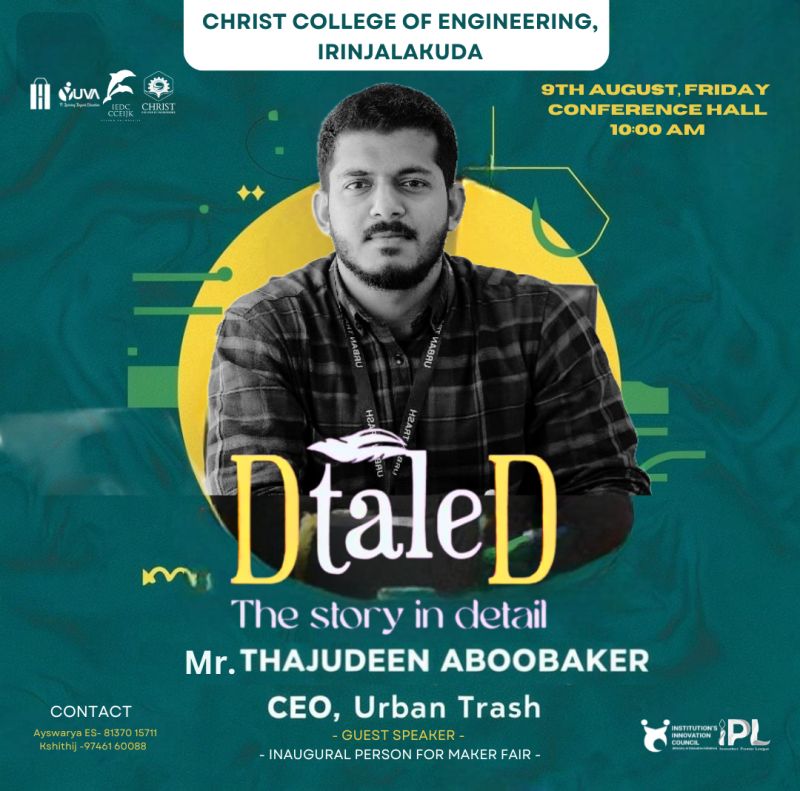 CHRIST COLLEGE OF ENGINEERING,
IRINJALAKUDA
YUVA
IEDC
CCEIJK
CHRIST
9TH AUGUST, FRIDAY
CONFERENCE HALL
10:00 AM
URBAN TRASH
DtaleD
The story in detail
Mr. THAJUDEEN ABOOBAKER
CEO, Urban Trash
- GUEST SPEAKER -
- INAUGURAL PERSON FOR MAKER FAIR -
CONTACT
Ayswarya ES- 81370 15711
Kshithij -97461 60088
INSTITUTION'S
INNOVATION
COUNCIL
iPL